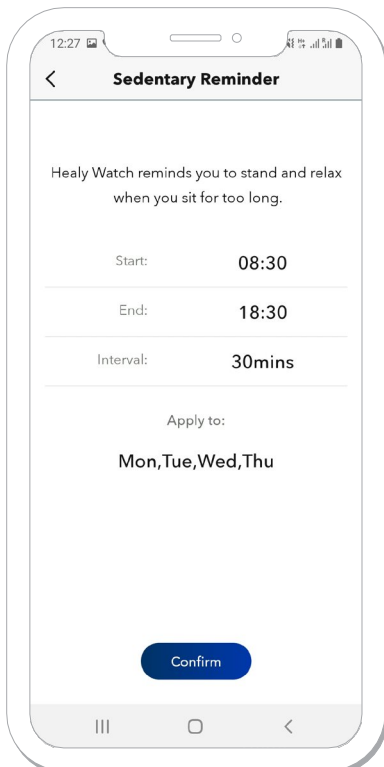 12:27
Sedentary Reminder
Healy Watch reminds you to stand and relax
when you sit for too long.
Start: 08:30
End: 18:30
Interval: 30mins
Apply to:
Mon,Tue,Wed,Thu
Confirm